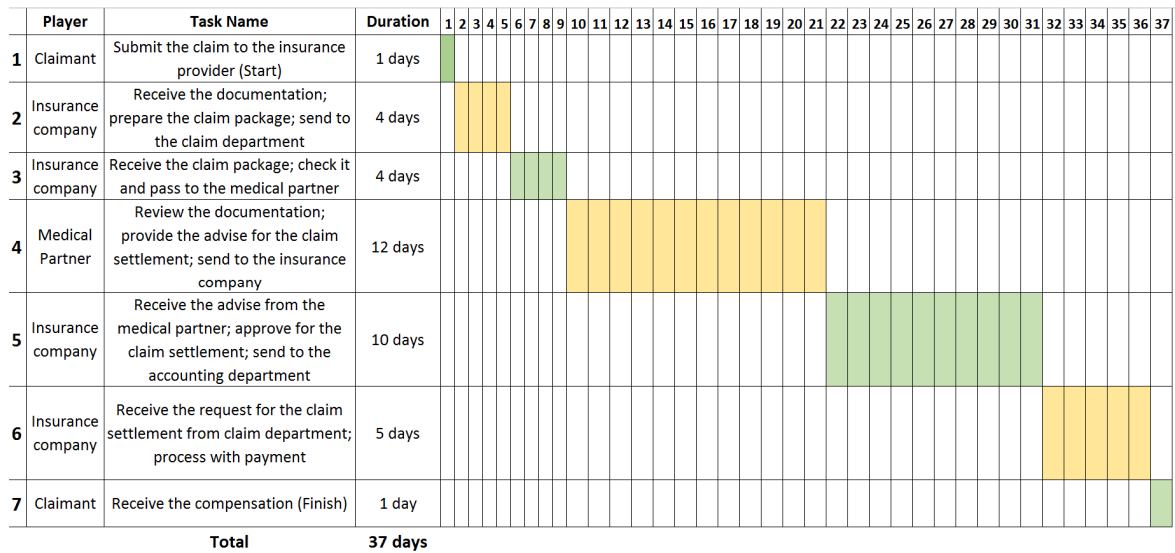 Player Task Name Duration 1 2 3 4 5 6 7 8 9 10 11 12 13 14 15 16 17 18 19 20 21 22 23 24 25 26 27 28 29 30 31 32 33 34 35 36 37
1 Claimant Submit the claim to the insurance
provider (Start) 1 days
2 Insurance
company Receive the documentation;
prepare the claim package; send to
the claim department 4 days
3 Insurance
company Receive the claim package; check it
and pass to the medical partner 4 days
4 Medical
Partner Review the documentation;
provide the advise for the claim
settlement; send to the insurance
company 12 days
5 Insurance
company Receive the advise from the
medical partner; approve for the
claim settlement; send to the
accounting department 10 days
6 Insurance
company Receive the request for the claim
settlement from claim department;
process with payment 5 days
7 Claimant Receive the compensation (Finish) 1 day
Total 37 days